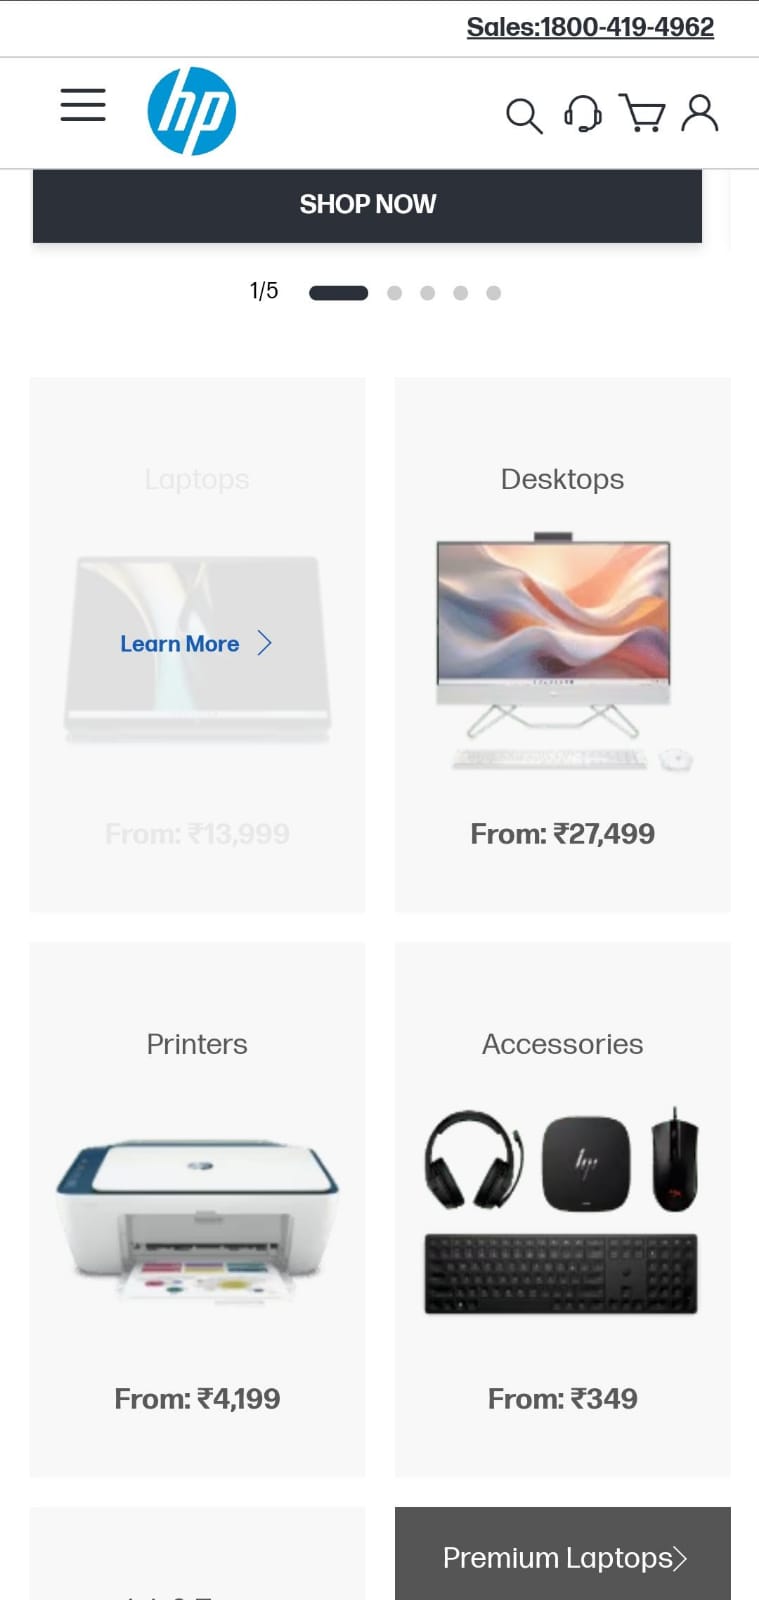 Sales:1800-419-4962
hp
SHOP NOW
1/5
Laptops
Desktops
Learn More
From: ₹13,999
From: ₹27,499
Printers
Accessories
hp
From: ₹4,199
From: ₹349
Premium Laptops